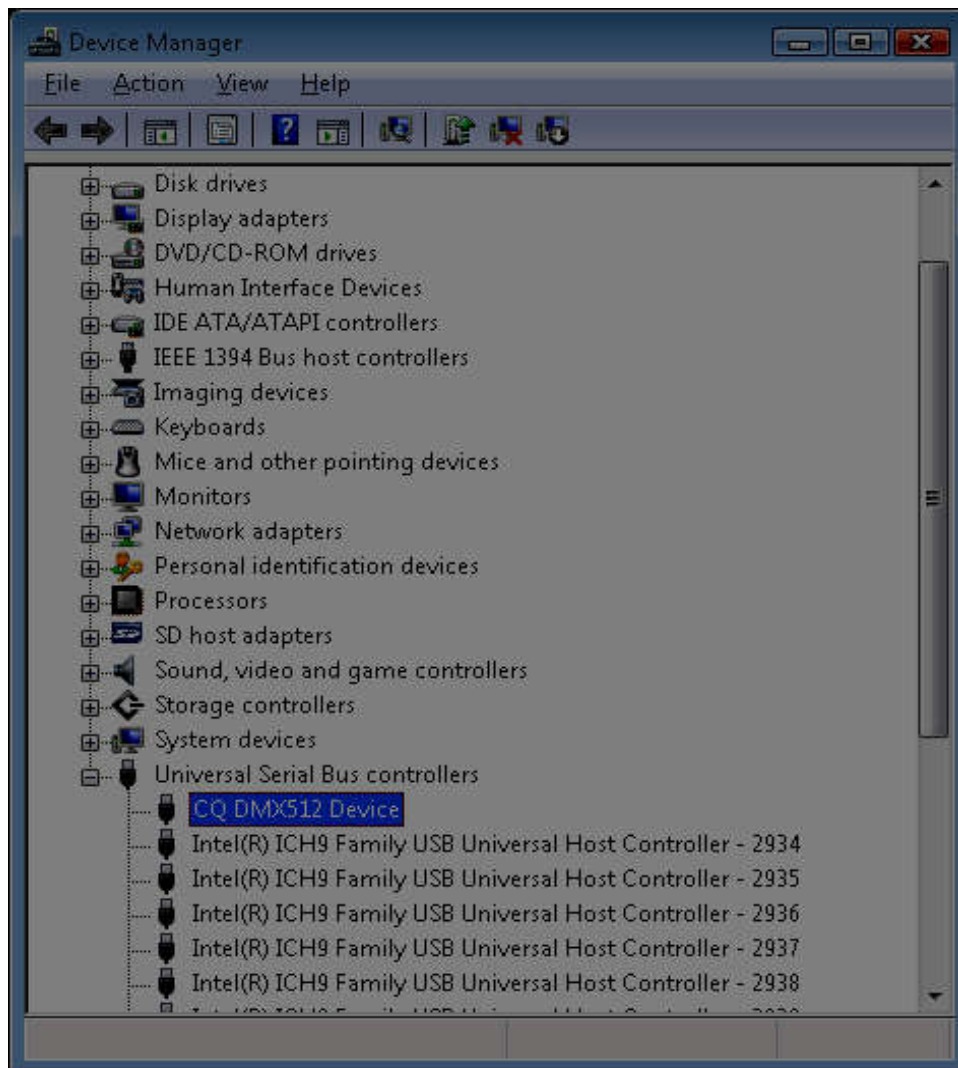 Device Manager
File Action View Help
Disk drives
Display adapters
DVD/CD-ROM drives
Human Interface Devices
IDE ATA/ATAPI controllers
IEEE 1394 Bus host controllers
Imaging devices
Keyboards
Mice and other pointing devices
Monitors
Network adapters
Personal identification devices
Processors
SD host adapters
Sound, video and game controllers
Storage controllers
System devices
Universal Serial Bus controllers
CQ DMX512 Device
Intel(R) ICH9 Family USB Universal Host Controller - 2934
Intel(R) ICH9 Family USB Universal Host Controller - 2935
Intel(R) ICH9 Family USB Universal Host Controller - 2936
Intel(R) ICH9 Family USB Universal Host Controller - 2937
Intel(R) ICH9 Family USB Universal Host Controller - 2938